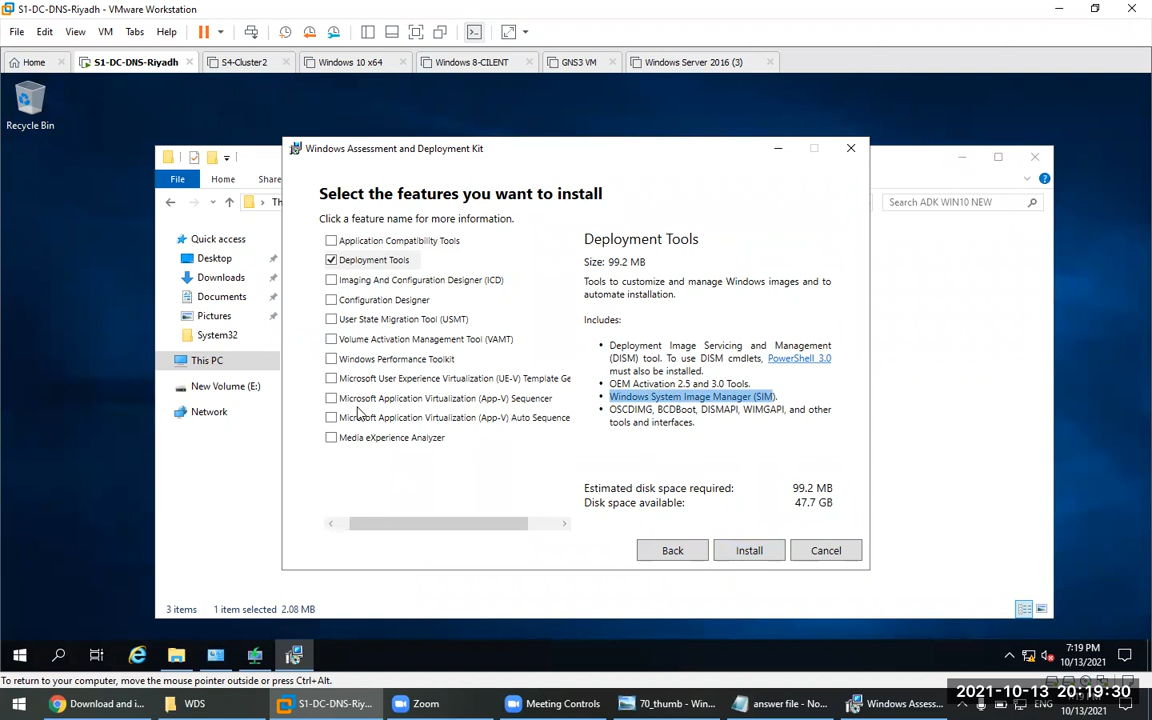 S1-DC-DNS-Riyadh - VMware Workstation
File Edit View VM Tabs Help
Home S1-DC-DNS-Riyadh S4-Cluster2 Windows 10 x64 Windows 8-CILENT GNS3 VM Windows Server 2016 (3)
Recycle Bin
Windows Assessment and Deployment Kit
File Home Share
Search ADK WIN10 NEW
Quick access
Desktop
Downloads
Documents
Pictures
System32
This PC
New Volume (E:)
Network
Select the features you want to install
Click a feature name for more information.
Application Compatibility Tools
Deployment Tools
Imaging And Configuration Designer (ICD)
Configuration Designer
User State Migration Tool (USMT)
Volume Activation Management Tool (VAMT)
Windows Performance Toolkit
Microsoft User Experience Virtualization (UE-V) Template Ge
Microsoft Application Virtualization (App-V) Sequencer
Microsoft Application Virtualization (App-V) Auto Sequence
Media eXperience Analyzer
Deployment Tools
Size: 99.2 MB
Tools to customize and manage Windows images and to
automate installation.
Includes:
• Deployment Image Servicing and Management
(DISM) tool. To use DISM cmdlets, PowerShell 3.0
must also be installed.
• OEM Activation 2.5 and 3.0 Tools.
• Windows System Image Manager (SIM).
• OSCDIMG, BCDBoot, DISMAPI, WIMGAPI, and other
tools and interfaces.
Estimated disk space required: 99.2 MB
Disk space available: 47.7 GB
Back Install Cancel
3 items 1 item selected 2.08 MB
7:19 PM
10/13/2021
To return to your computer, move the mouse pointer outside or press Ctrl+Alt.
Download and i... WDS S1-DC-DNS-Riy... Zoom Meeting Controls 70_thumb - Win... answer file - No... Windows Assess... ENG
2021-10-13 20:19:30